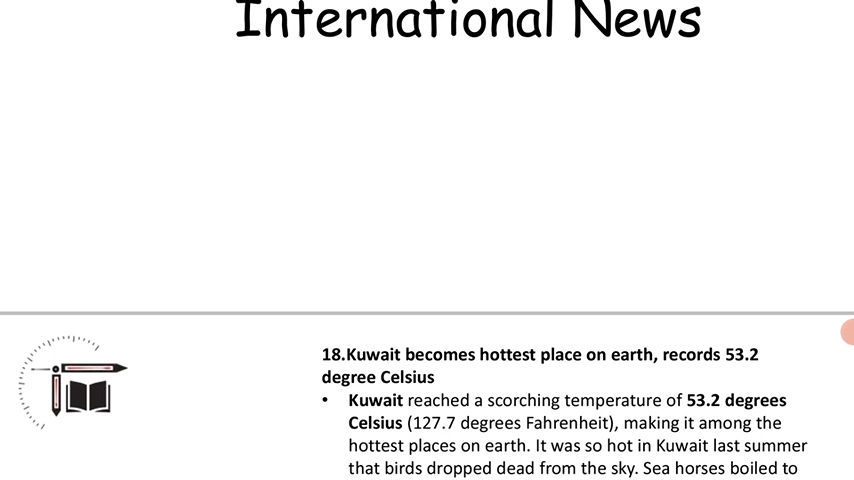 International News
18.Kuwait becomes hottest place on earth, records 53.2
degree Celsius
• Kuwait reached a scorching temperature of 53.2 degrees
Celsius (127.7 degrees Fahrenheit), making it among the
hottest places on earth. It was so hot in Kuwait last summer
that birds dropped dead from the sky. Sea horses boiled to